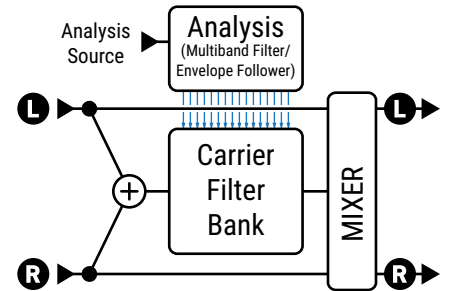 Analysis
Source
Analysis
(Multiband Filter/
Envelope Follower)
L
L
Carrier
Filter
Bank
MIXER
R
R